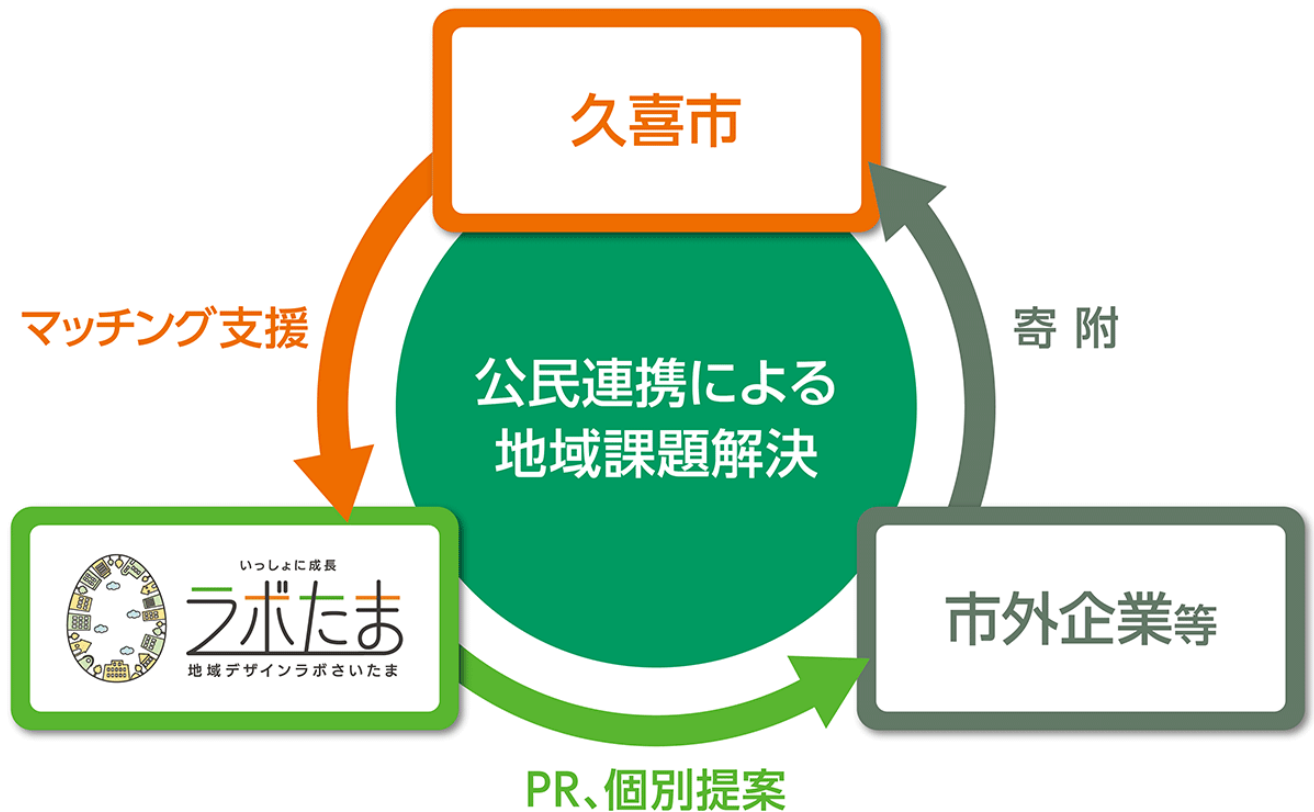 久喜市
マッチング支援
寄附
公民連携による
地域課題解決
いっしょに成長
ラボたま
地域デザインラボさいたま
市外企業等
PR、個別提案